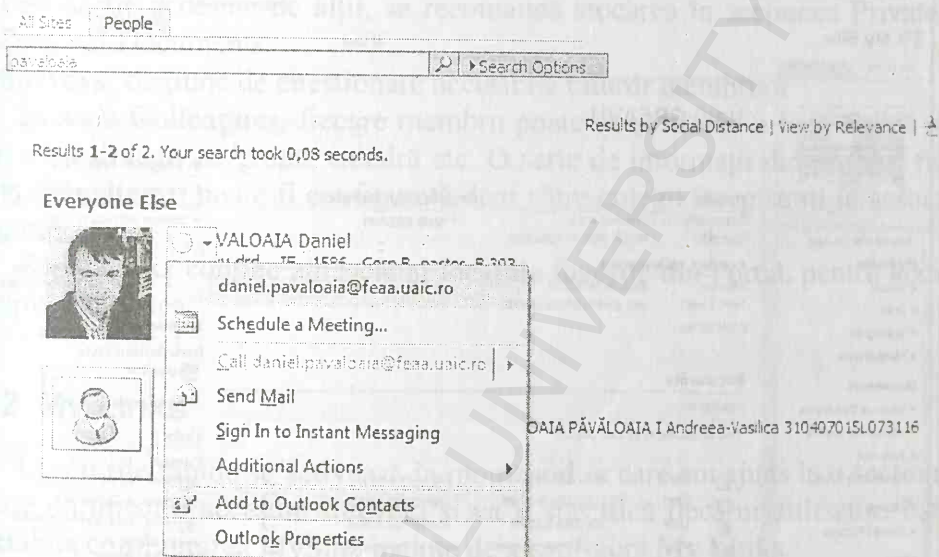 All Sites People
pavaloaia
Search Options
Results by Social Distance | View by Relevance |
Results 1-2 of 2. Your search took 0,08 seconds.
Everyone Else
VALOAIA Daniel
daniel.pavaloaia@feaa.uaic.ro
Schedule a Meeting...
Call daniel.pavaloaia@feaa.uaic.ro
Send Mail
Sign In to Instant Messaging
OAIA PĂVĂLOAIA I Andreea-Vasilica 310407015L073116
Additional Actions
Add to Outlook Contacts
Outlook Properties
UNIVERSITY